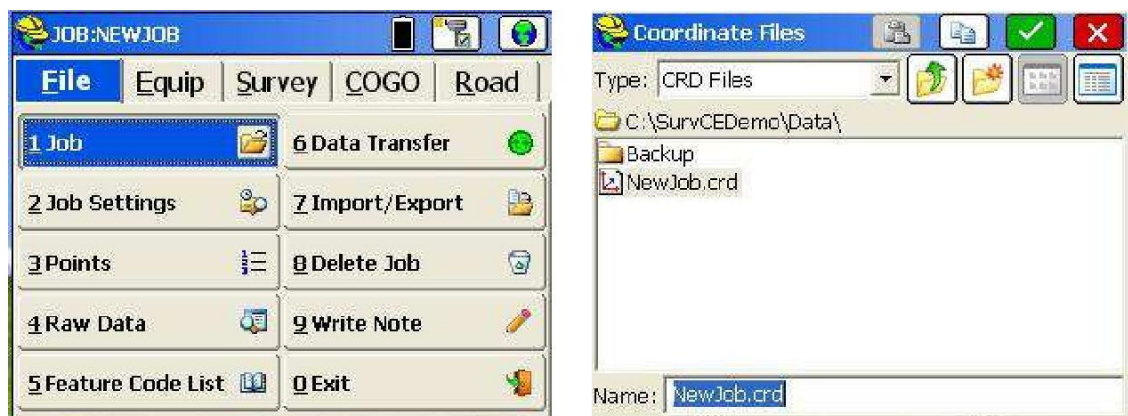 JOB:NEWJOB
File Equip Survey COGO Road
1 Job
6 Data Transfer
2 Job Settings
7 Import/Export
3 Points
8 Delete Job
4 Raw Data
9 Write Note
5 Feature Code List
0 Exit
Coordinate Files
Type: CRD Files
C:\SurvCEDemo\Data\
Backup
NewJob.crd
Name: NewJob.crd